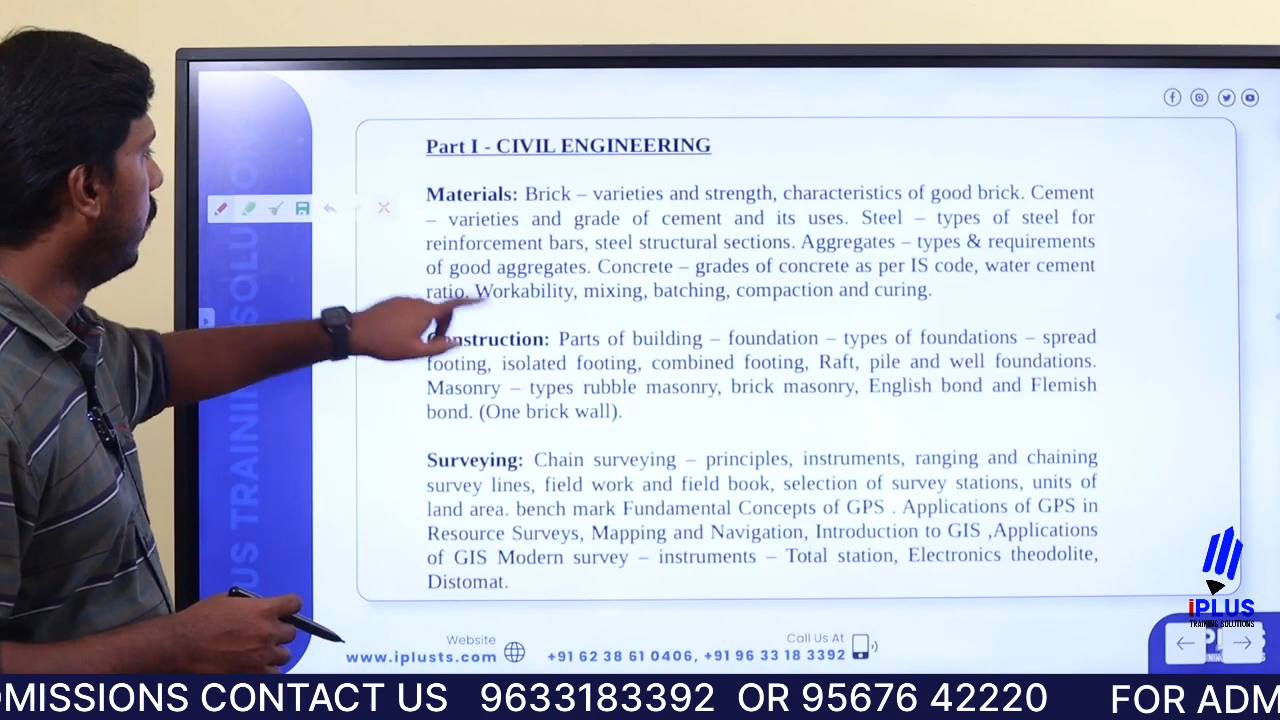 Part I - CIVIL ENGINEERING
Materials: Brick – varieties and strength, characteristics of good brick. Cement
– varieties and grade of cement and its uses. Steel – types of steel for
reinforcement bars, steel structural sections. Aggregates – types & requirements
of good aggregates. Concrete – grades of concrete as per IS code, water cement
ratio. Workability, mixing, batching, compaction and curing.
Construction: Parts of building – foundation – types of foundations – spread
footing, isolated footing, combined footing, Raft, pile and well foundations.
Masonry – types rubble masonry, brick masonry, English bond and Flemish
bond. (One brick wall).
Surveying: Chain surveying – principles, instruments, ranging and chaining
survey lines, field work and field book, selection of survey stations, units of
land area. bench mark Fundamental Concepts of GPS . Applications of GPS in
Resource Surveys, Mapping and Navigation, Introduction to GIS ,Applications
of GIS Modern survey – instruments – Total station, Electronics theodolite,
Distomat.
iPLUS
TRAINING SOLUTIONS
Website
www.iplusts.com
Call Us At
+91 62 38 61 0406, +91 96 33 18 3392
DMISSIONS CONTACT US 9633183392 OR 95676 42220 FOR ADM